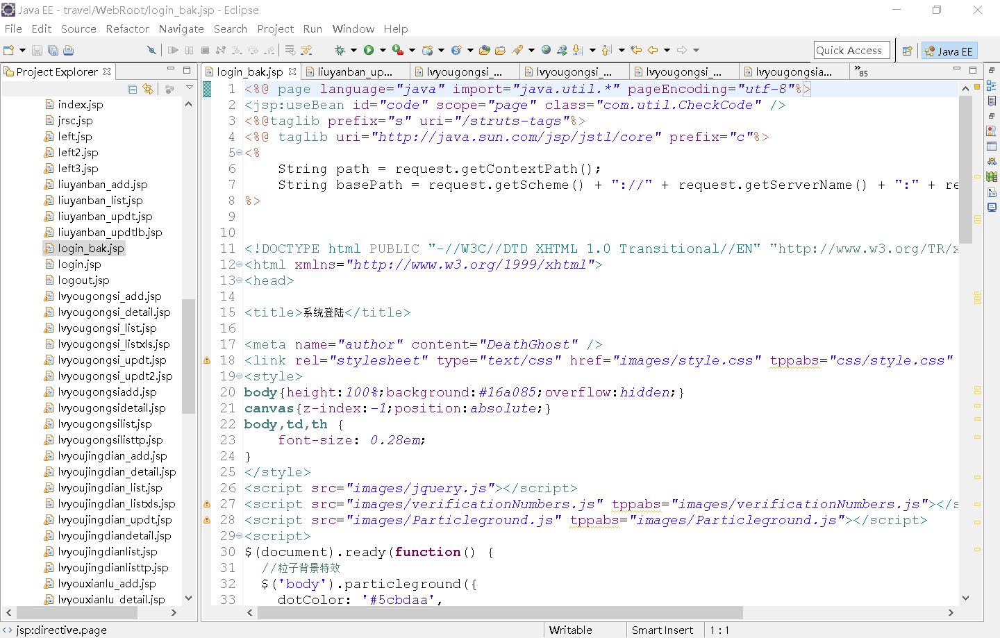 Java EE - travel/WebRoot/login_bak.jsp - Eclipse
File Edit Source Refactor Navigate Search Project Run Window Help
Quick Access
Java EE
Project Explorer
login_bak.jsp
liuyanban_up...
lvyougongsi_...
lvyougongsi_...
lvyougongsi_...
lvyougongsia...
»85
index.jsp
jrsc.jsp
left.jsp
left2.jsp
left3.jsp
liuyanban_add.jsp
liuyanban_list.jsp
liuyanban_updt.jsp
liuyanban_updtlb.jsp
login_bak.jsp
login.jsp
logout.jsp
lvyougongsi_add.jsp
lvyougongsi_detail.jsp
lvyougongsi_list.jsp
lvyougongsi_listxls.jsp
lvyougongsi_updt.jsp
lvyougongsi_updt2.jsp
lvyougongsiadd.jsp
lvyougongsidetail.jsp
lvyougongsilist.jsp
lvyougongsilisttp.jsp
lvyoujingdian_add.jsp
lvyoujingdian_detail.jsp
lvyoujingdian_list.jsp
lvyoujingdian_listxls.jsp
lvyoujingdian_updt.jsp
lvyoujingdiandetail.jsp
lvyoujingdianlist.jsp
lvyoujingdianlisttp.jsp
lvyouxianlu_add.jsp
lvyouxianlu_detail.jsp
1 <%@ page language="java" import="java.util.*" pageEncoding="utf-8"%>
2 <jsp:useBean id="code" scope="page" class="com.util.CheckCode" />
3 <%@taglib prefix="s" uri="/struts-tags"%>
4 <%@ taglib uri="http://java.sun.com/jsp/jstl/core" prefix="c"%>
5 <%
6 String path = request.getContextPath();
7 String basePath = request.getScheme() + "://" + request.getServerName() + ":" + re
8 %>
9
10
11 <!DOCTYPE html PUBLIC "-//W3C//DTD XHTML 1.0 Transitional//EN" "http://www.w3.org/TR/x
12 <html xmlns="http://www.w3.org/1999/xhtml">
13 <head>
14
15 <title>系统登陆</title>
16
17 <meta name="author" content="DeathGhost" />
18 <link rel="stylesheet" type="text/css" href="images/style.css" tppabs="css/style.css"
19 <style>
20 body{height:100%;background:#16a085;overflow:hidden;}
21 canvas{z-index:-1;position:absolute;}
22 body,td,th {
23 font-size: 0.28em;
24 }
25 </style>
26 <script src="images/jquery.js"></script>
27 <script src="images/verificationNumbers.js" tppabs="images/verificationNumbers.js"></s
28 <script src="images/Particleground.js" tppabs="images/Particleground.js"></script>
29 <script>
30 $(document).ready(function() {
31 //粒子背景特效
32 $('body').particleground({
33 dotColor: '#5cbdaa',
jsp:directive.page
Writable
Smart Insert
1 : 1